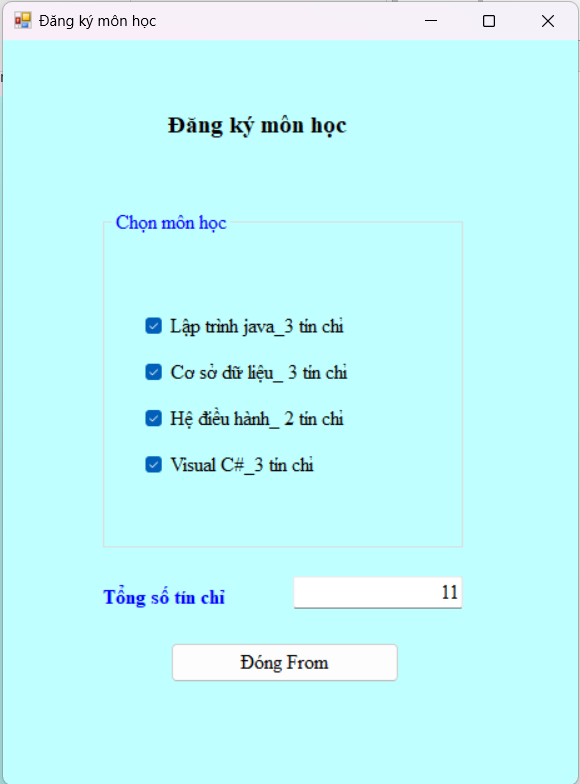 Đăng ký môn học
Đăng ký môn học
Chọn môn học
Lập trình java_3 tín chỉ
Cơ sở dữ liệu_ 3 tín chỉ
Hệ điều hành_ 2 tín chỉ
Visual C#_3 tín chỉ
Tổng số tín chỉ
11
Đóng From